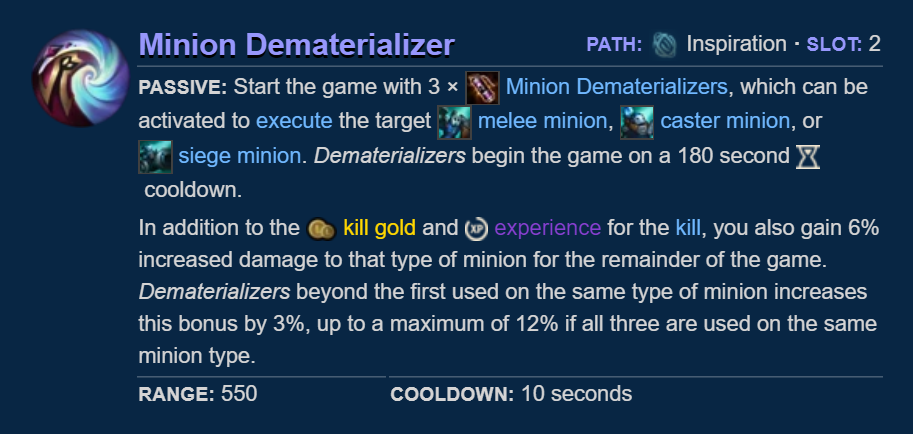 Minion Dematerializer PATH: Inspiration · SLOT: 2
PASSIVE: Start the game with 3 × Minion Dematerializers, which can be
activated to execute the target melee minion, caster minion, or
siege minion. Dematerializers begin the game on a 180 second
cooldown.
In addition to the kill gold and experience for the kill, you also gain 6%
increased damage to that type of minion for the remainder of the game.
Dematerializers beyond the first used on the same type of minion increases
this bonus by 3%, up to a maximum of 12% if all three are used on the same
minion type.
RANGE: 550 COOLDOWN: 10 seconds